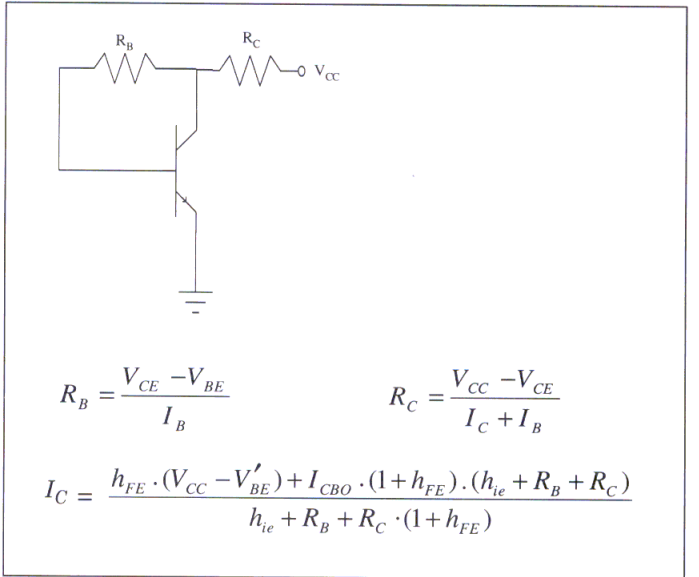 R_B R_C V_CC
R_B = (V_CE − V_BE) / I_B    R_C = (V_CC − V_CE) / (I_C + I_B)
I_C = (h_FE · (V_CC − V'_BE) + I_CBO · (1 + h_FE) . (h_ie + R_B + R_C)) / (h_ie + R_B + R_C · (1 + h_FE))